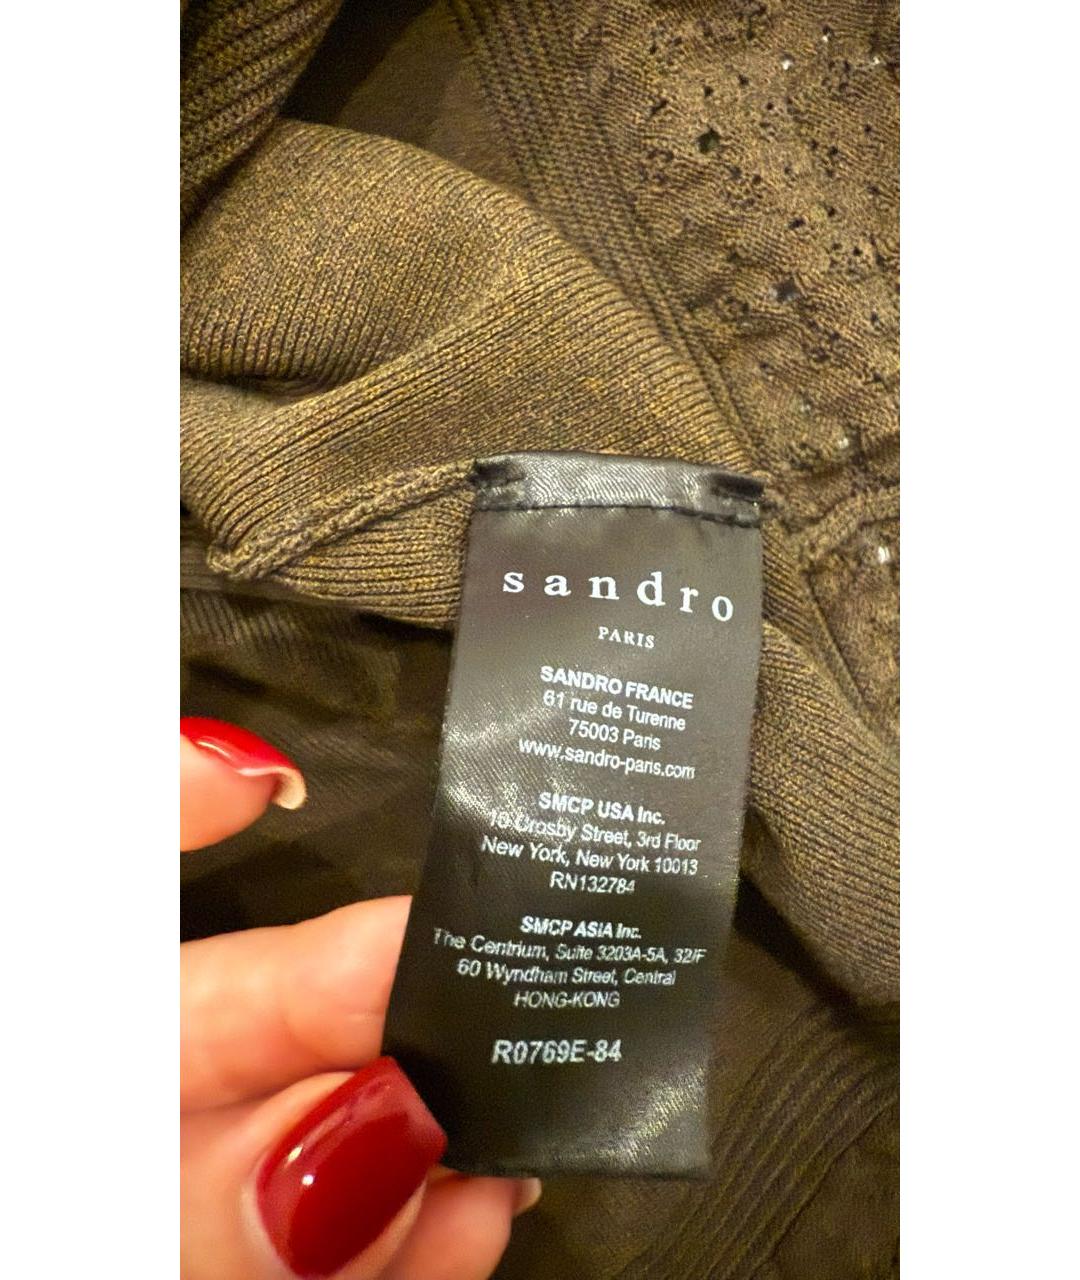 sandro
PARIS
SANDRO FRANCE
61 rue de Turenne
75003 Paris
www.sandro-paris.com
SMCP USA Inc.
10 Crosby Street, 3rd Floor
New York, New York 10013
RN132784
SMCP ASIA Inc.
The Centrium, Suite 3203A-5A, 32/F
60 Wyndham Street, Central
HONG-KONG
R0769E-84